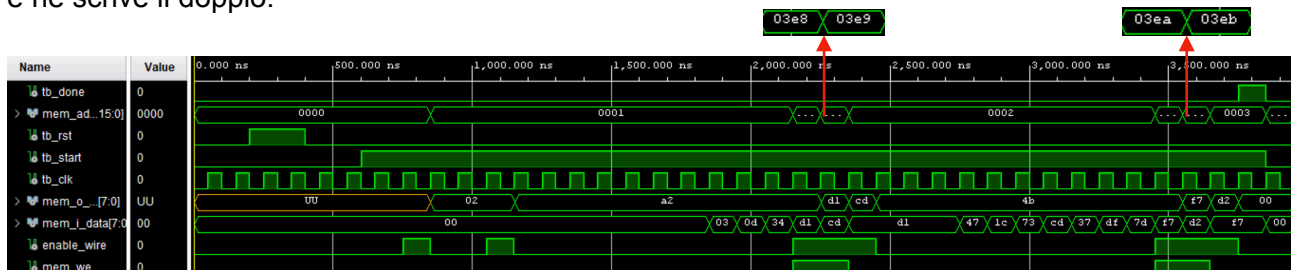 e ne scrive il doppio.
03e8 03e9 03ea 03eb
Name Value 0.000 ns 500.000 ns 1,000.000 ns 1,500.000 ns 2,000.000 ns 2,500.000 ns 3,000.000 ns 3,500.000 ns
tb_done 0
mem_ad...15:0] 0000 0000 0001 ... ... 0002 ... ... 0003 ...
tb_rst 0
tb_start 0
tb_clk 0
mem_o_...[7:0] UU UU 02 a2 d1 cd 4b f7 d2 00
mem_i_data[7:0 00 00 03 0d 34 d1 cd d1 47 1c 73 cd 37 df 7d f7 d2 f7 00
enable_wire 0
mem_we 0